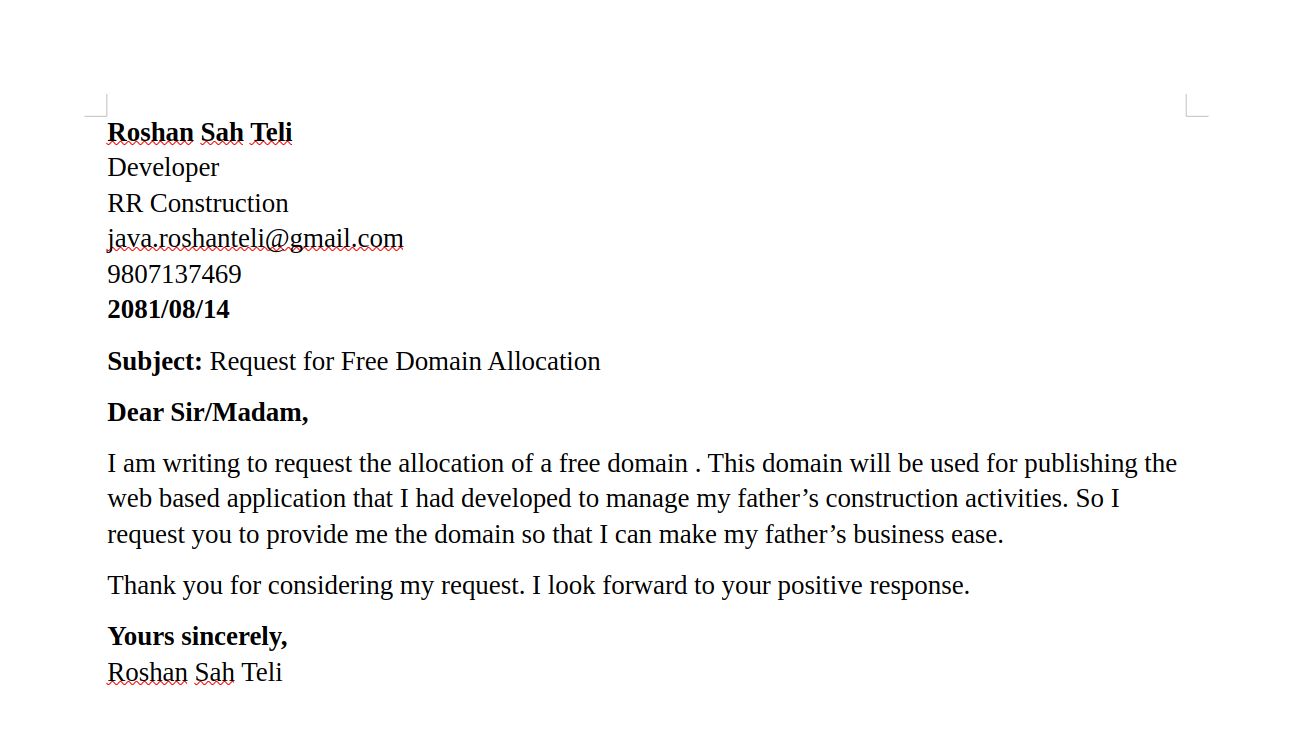 Roshan Sah Teli
Developer
RR Construction
java.roshanteli@gmail.com
9807137469
2081/08/14
Subject: Request for Free Domain Allocation
Dear Sir/Madam,
I am writing to request the allocation of a free domain . This domain will be used for publishing the
web based application that I had developed to manage my father’s construction activities. So I
request you to provide me the domain so that I can make my father’s business ease.
Thank you for considering my request. I look forward to your positive response.
Yours sincerely,
Roshan Sah Teli